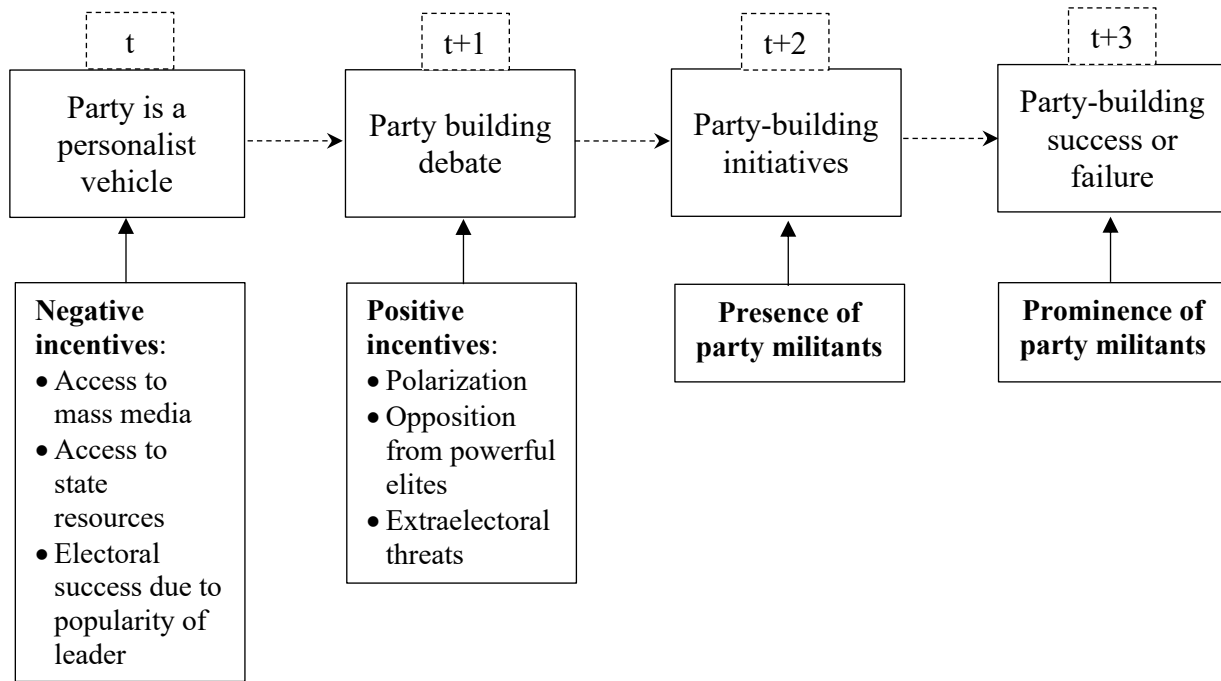 t
Party is a
personalist
vehicle
t+1
Party building
debate
t+2
Party-building
initiatives
t+3
Party-building
success or
failure
Negative
incentives:
• Access to
mass media
• Access to
state
resources
• Electoral
success due to
popularity of
leader
Positive
incentives:
• Polarization
• Opposition
from powerful
elites
• Extraelectoral
threats
Presence of
party militants
Prominence of
party militants